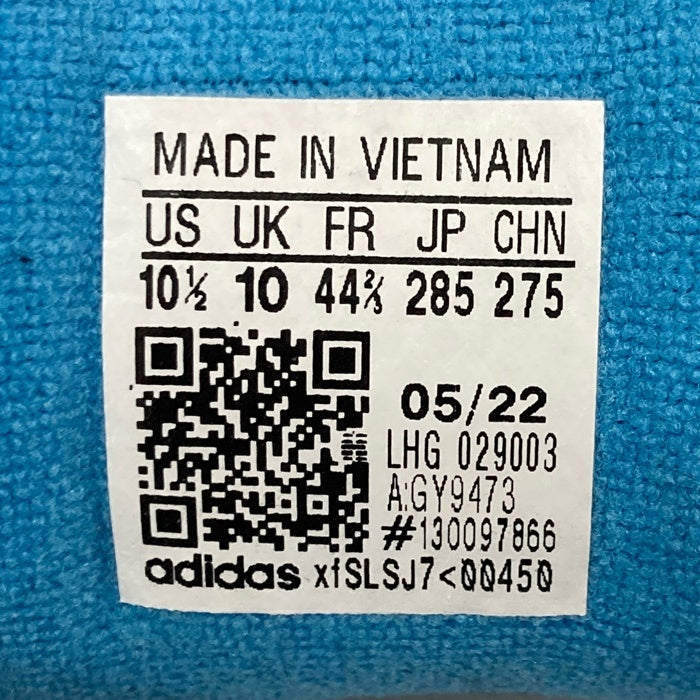 MADE IN VIETNAM
US UK FR JP CHN
10½ 10 44⅔ 285 275
05/22
LHG 029003
A:GY9473
#130097866
adidas xfSLSJ7<00450